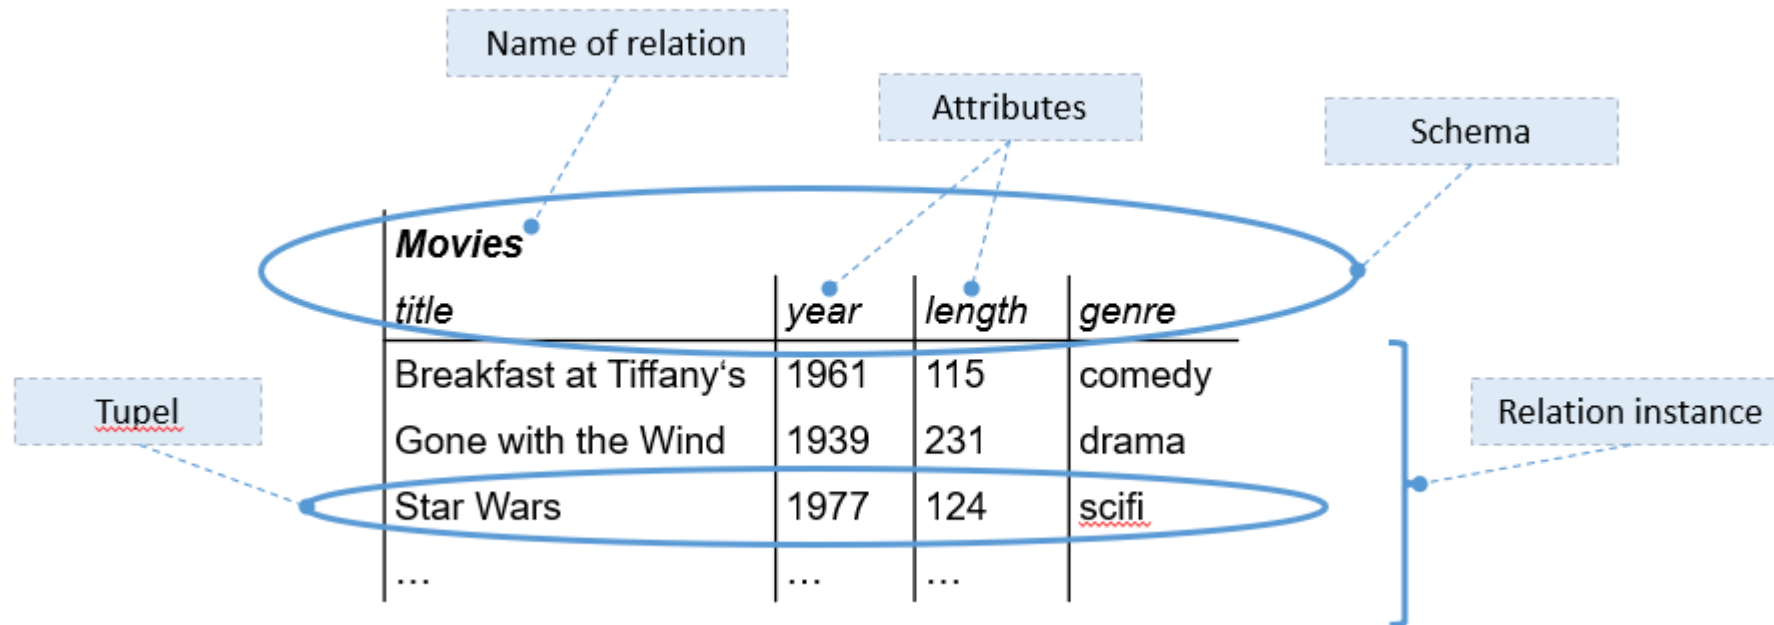 Name of relation
Attributes
Schema
Movies
title year length genre
Breakfast at Tiffany‘s 1961 115 comedy
Tupel
Relation instance
Gone with the Wind 1939 231 drama
Star Wars 1977 124 scifi
... ... ...